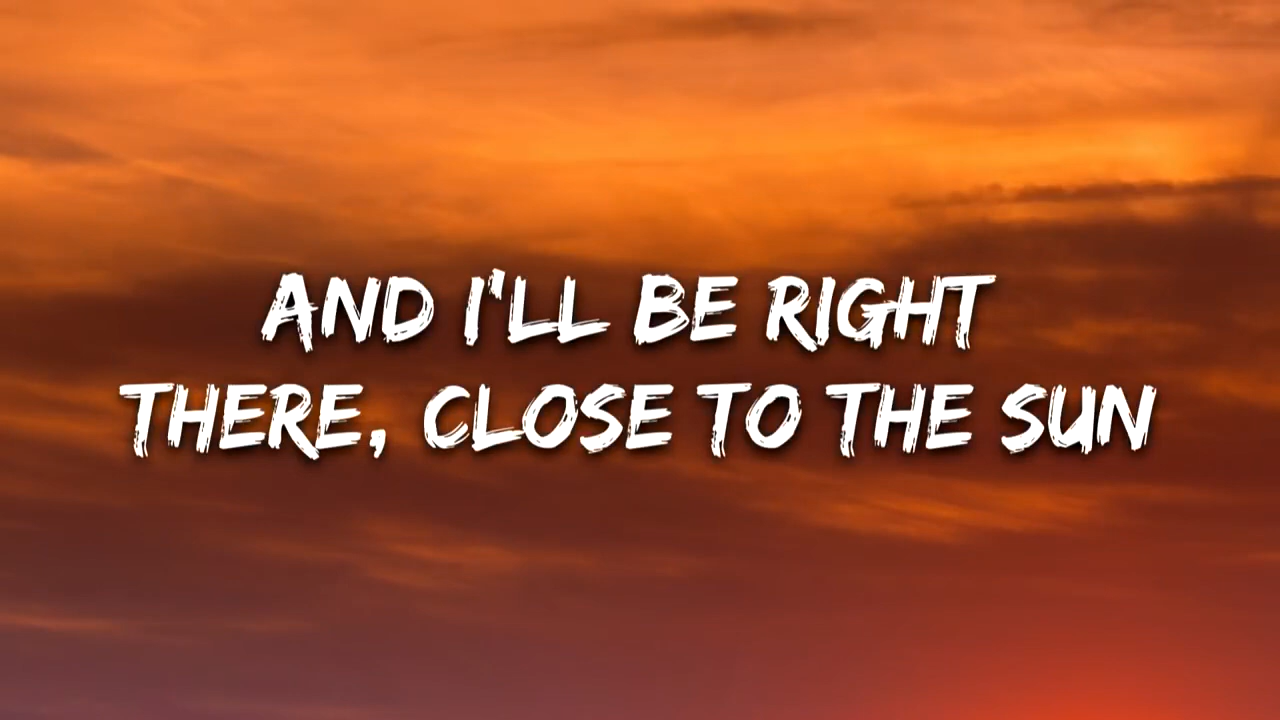 AND I'LL BE RIGHT
THERE, CLOSE TO THE SUN